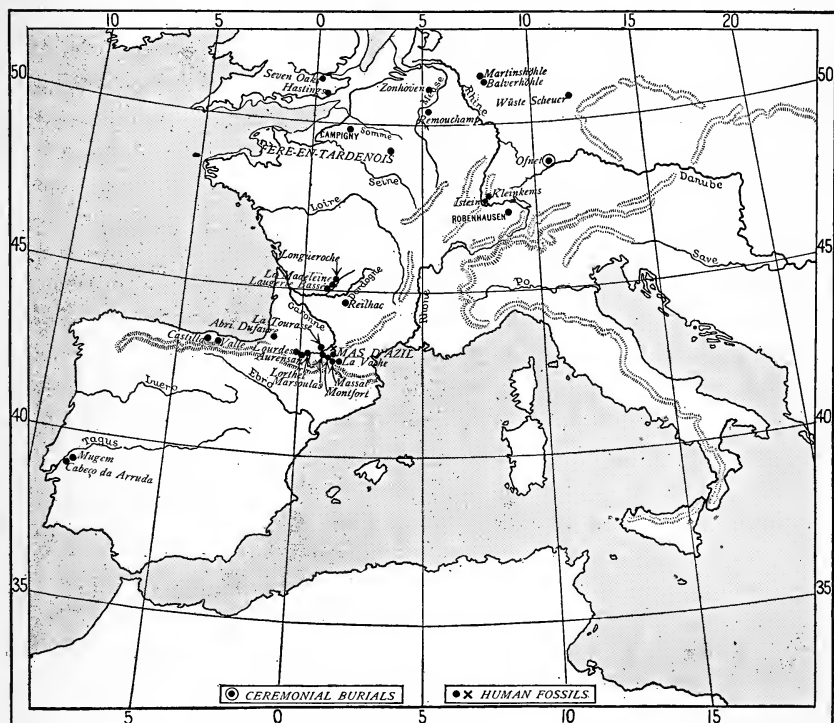 10 5 0 5 10 15 20
50 50
Seven Oaks
Hastings
Zonhoven
Meuse
Rhine
Martinshöhle
Balverhöhle
Wüste Scheuer
Remouchamp
CAMPIGNY
Somme
FÈRE-EN-TARDENOIS
Seine
Ofnet
Danube
Kleinkems
Istein
ROBENHAUSEN
Loire
45 45
Save
Longueroche
La Madeleine
Laugerie Basse
Dordogne
Reilhac
Rhone
Po
Garonne
La Tourasse
Abri Dufaure
Castillo
Valle
Lourdes
Aurensan
MAS D'AZIL
La Vache
Lorthet
Marsoulas
Massat
Montfort
Ebro
40 40
Duero
Tagus
Mugem
Cabeço da Arruda
35 35
CEREMONIAL BURIALS
HUMAN FOSSILS
5 0 5 10 15